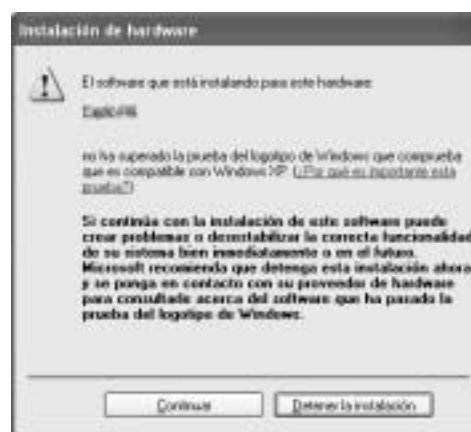 Instalación de hardware
El software que está instalando para este hardware
no ha superado la prueba del logotipo de Windows que comprueba
que es compatible con Windows XP. (¿Por qué es importante esta
prueba?)
Si continúa con la instalación de este software puede
crear problemas o desestabilizar la correcta funcionalidad
de su sistema bien inmediatamente o en el futuro.
Microsoft recomienda que detenga esta instalación ahora
y se ponga en contacto con su proveedor de hardware
para consultarle acerca del software que ha pasado la
prueba del logotipo de Windows.
Continuar
Detener la instalación